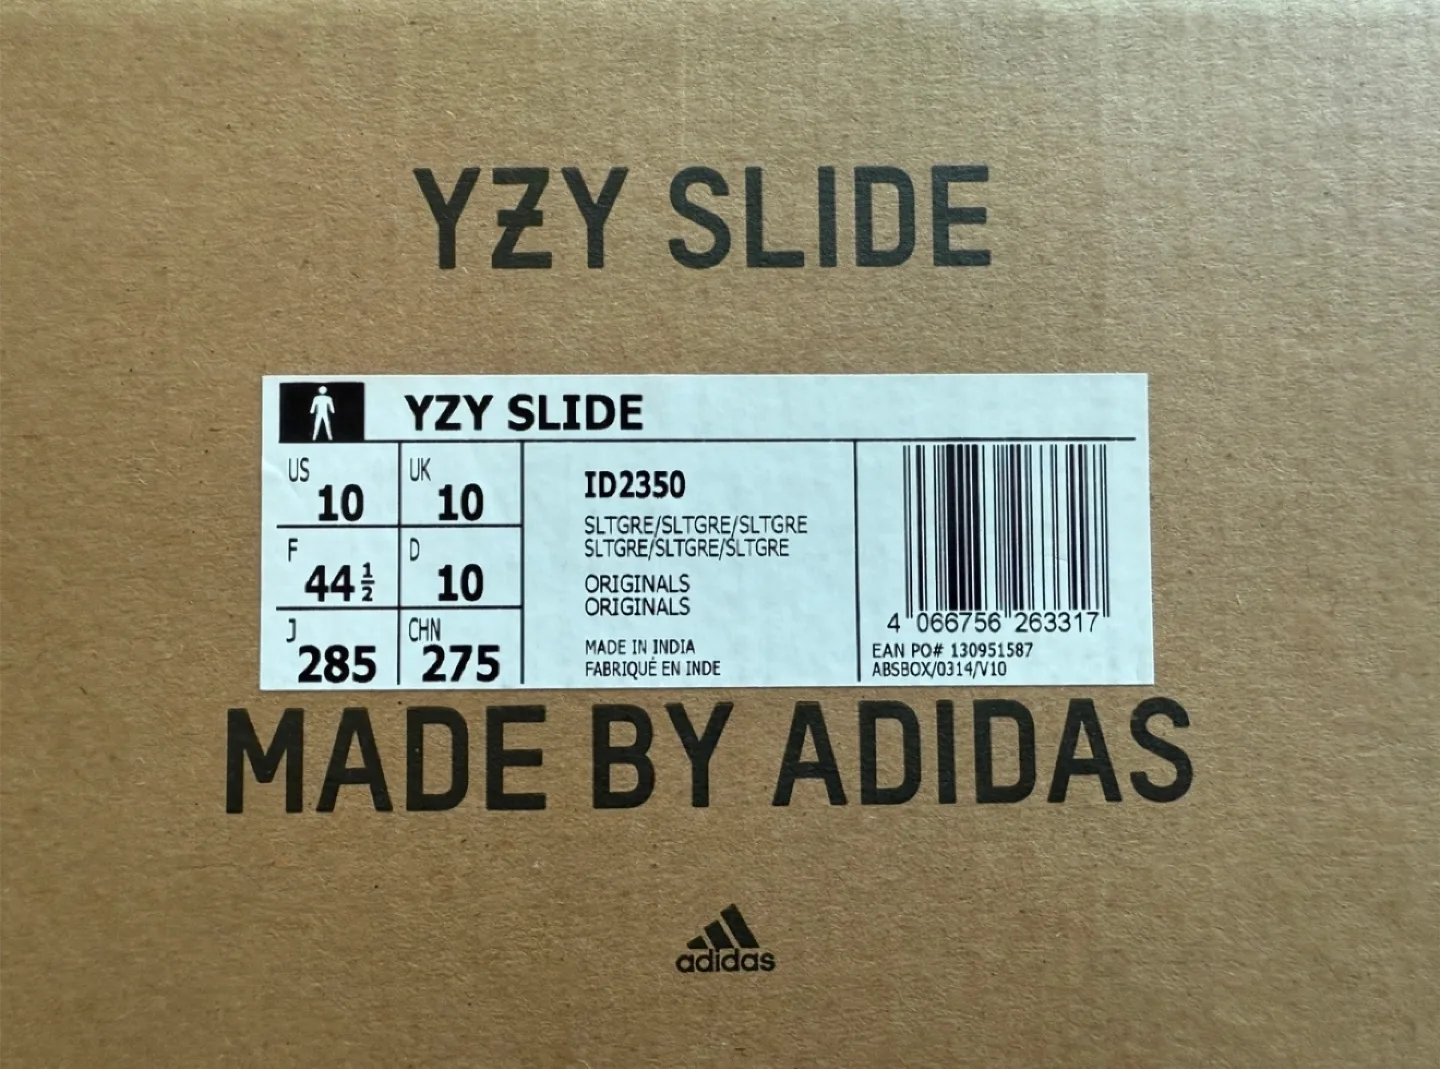 YZY SLIDE
YZY SLIDE
US 10 UK 10
F 44 1/2 D 10
J 285 CHN 275
ID2350
SLTGRE/SLTGRE/SLTGRE
SLTGRE/SLTGRE/SLTGRE
ORIGINALS
ORIGINALS
MADE IN INDIA
FABRIQUÉ EN INDE
4 066756 263317
EAN PO# 130951587
ABSBOX/0314/V10
MADE BY ADIDAS
adidas